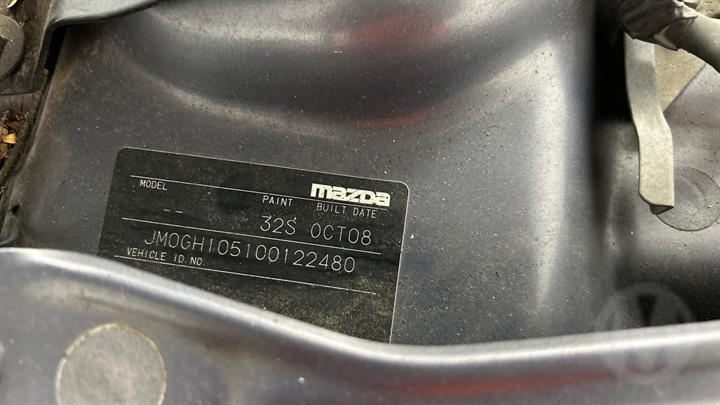 mazda
MODEL PAINT BUILT DATE
-- 32S OCT08
JM0GH105100122480
VEHICLE ID.NO.